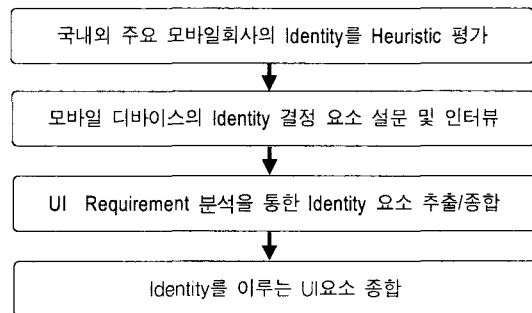 국내외 주요 모바일회사의 Identity를 Heuristic 평가
모바일 디바이스의 Identity 결정 요소 설문 및 인터뷰
UI Requirement 분석을 통한 Identity 요소 추출/종합
Identity를 이루는 UI요소 종합